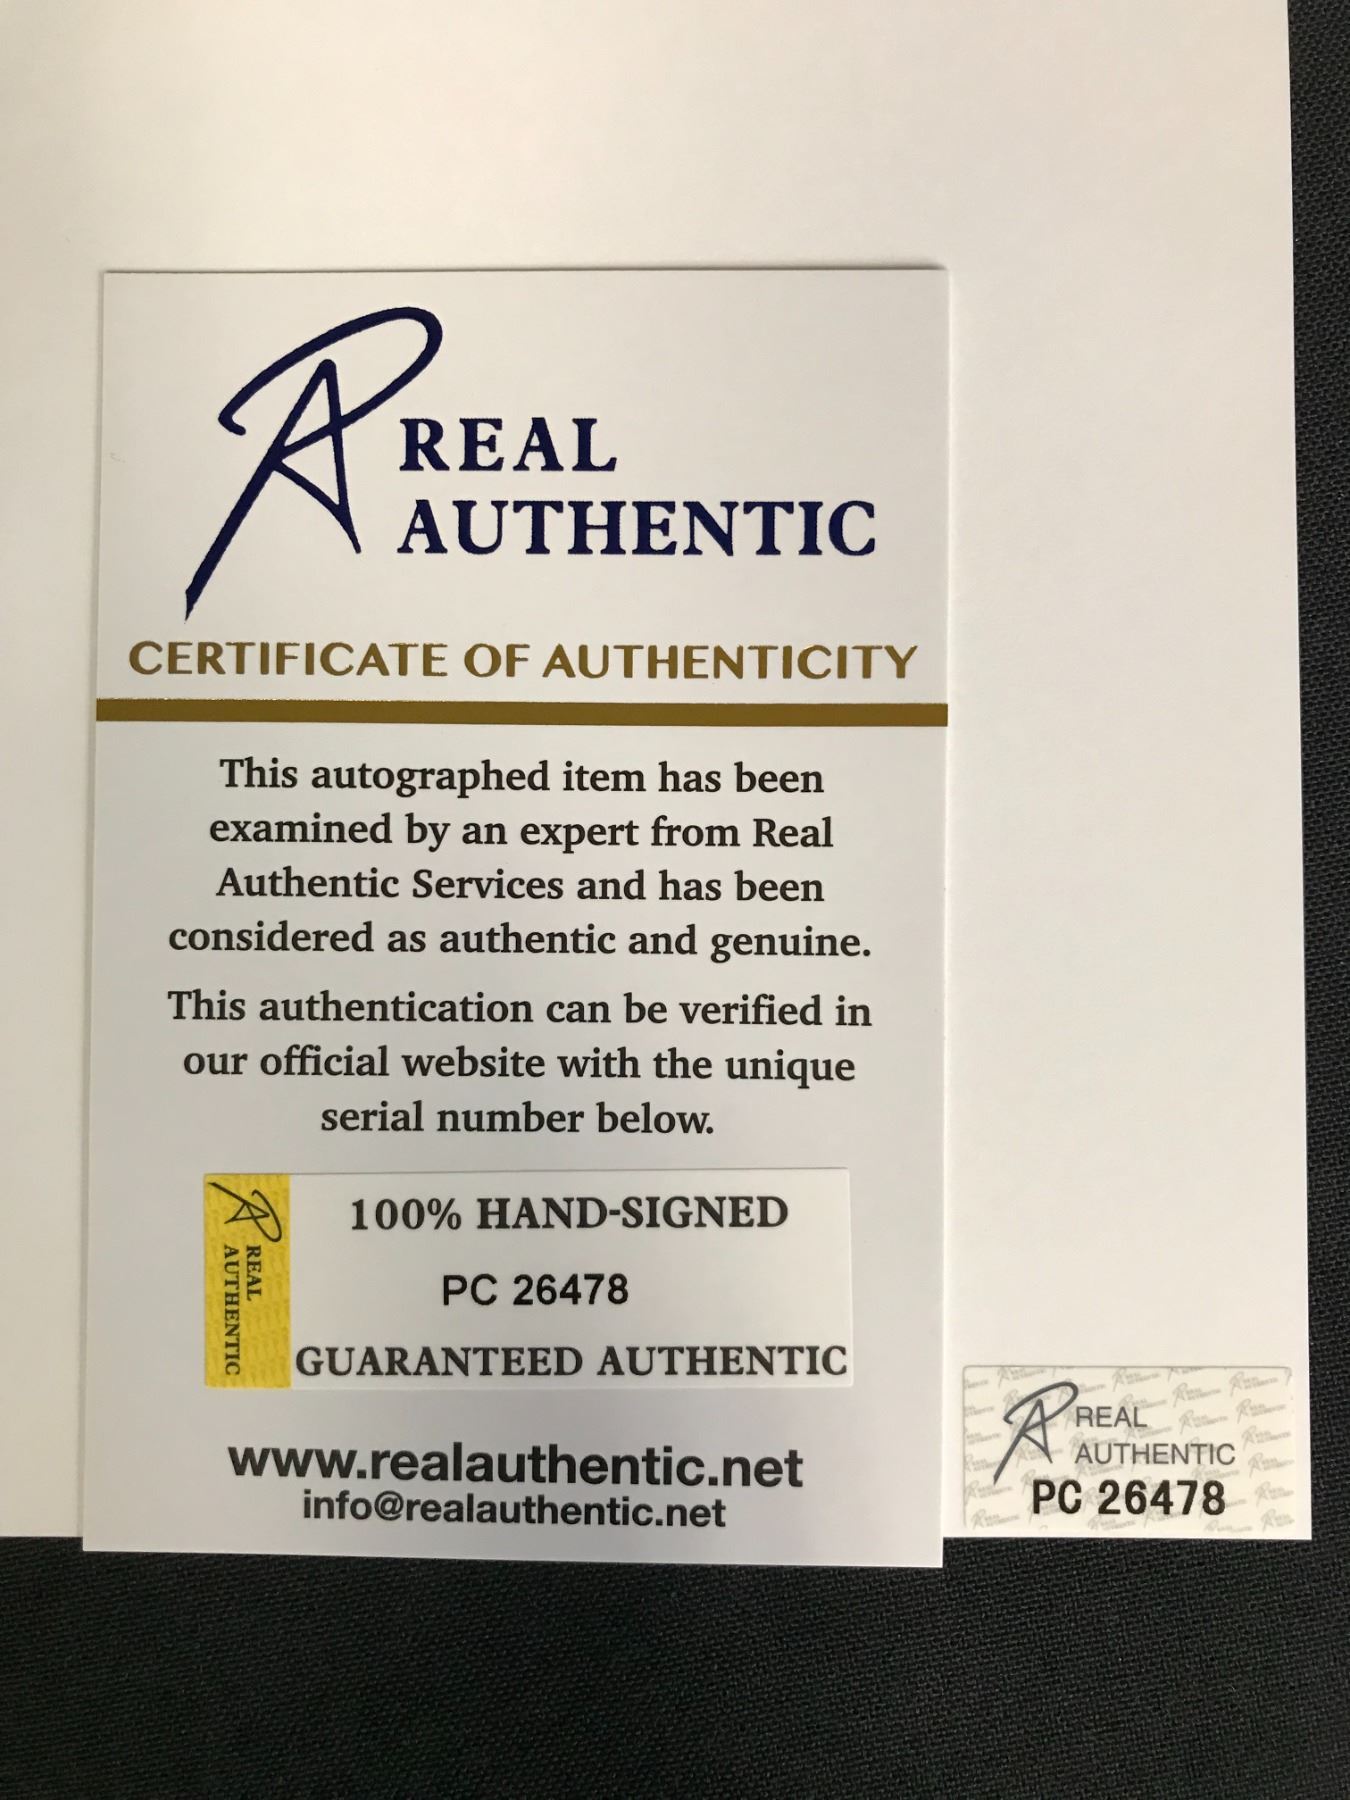 REAL
AUTHENTIC
CERTIFICATE OF AUTHENTICITY
This autographed item has been
examined by an expert from Real
Authentic Services and has been
considered as authentic and genuine.
This authentication can be verified in
our official website with the unique
serial number below.
REAL
AUTHENTIC
100% HAND-SIGNED
PC 26478
GUARANTEED AUTHENTIC
www.realauthentic.net
info@realauthentic.net
REAL
AUTHENTIC
PC 26478